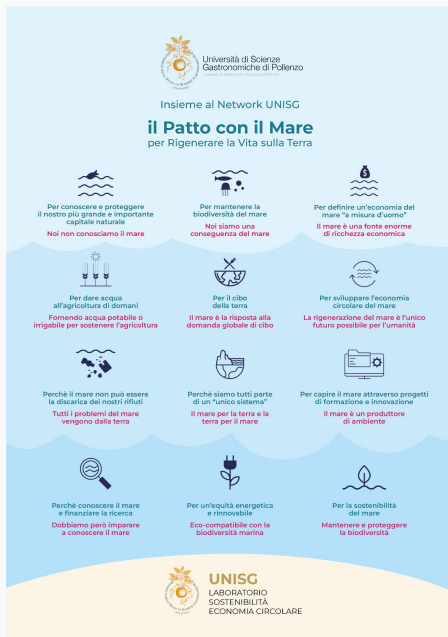 Università di Scienze
Gastronomiche di Pollenzo
Insieme al Network UNISG
il Patto con il Mare
per Rigenerare la Vita sulla Terra
Per conoscere e proteggere
il nostro più grande e importante
capitale naturale
Noi non conosciamo il mare
Per mantenere la
biodiversità del mare
Noi siamo una
conseguenza del mare
Per definire un'economia del
mare "a misura d'uomo"
Il mare è una fonte enorme
di ricchezza economica
Per dare acqua
all'agricoltura di domani
Fornendo acqua potabile o
irrigabile per sostenere l'agricoltura
Per il cibo
della terra
Il mare è la risposta alla
domanda globale di cibo
Per sviluppare l'economia
circolare del mare
La rigenerazione del mare è l'unico
futuro possibile per l'umanità
Perchè il mare non può essere
la discarica dei nostri rifiuti
Tutti i problemi del mare
vengono dalla terra
Perchè siamo tutti parte
di un "unico sistema"
Il mare per la terra e la
terra per il mare
Per capire il mare attraverso progetti
di formazione e innovazione
Il mare è un produttore
di ambiente
Perchè conoscere il mare
e finanziare la ricerca
Dobbiamo però imparare
a conoscere il mare
Per un'equità energetica
e rinnovabile
Eco-compatibile con la
biodiversità marina
Per la sostenibilità
del mare
Mantenere e proteggere
la biodiversità
UNISG
LABORATORIO
SOSTENIBILITÀ
ECONOMIA CIRCOLARE